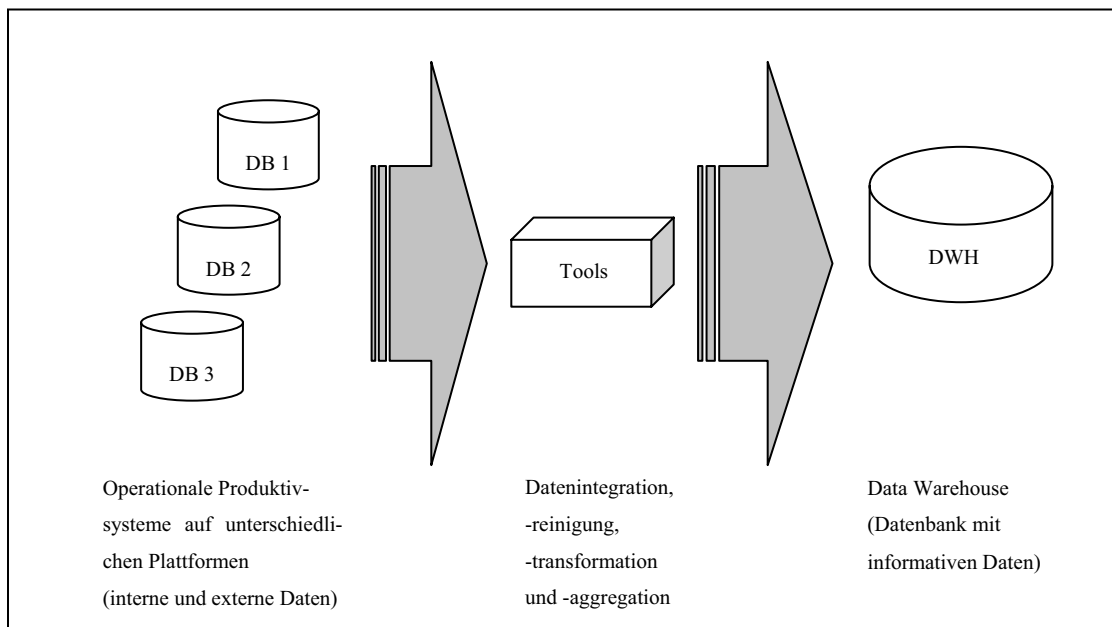 DB 1
DB 2
DB 3
Tools
DWH
Operationale Produktiv-
systeme auf unterschiedli-
chen Plattformen
(interne und externe Daten)
Datenintegration,
-reinigung,
-transformation
und -aggregation
Data Warehouse
(Datenbank mit
informativen Daten)